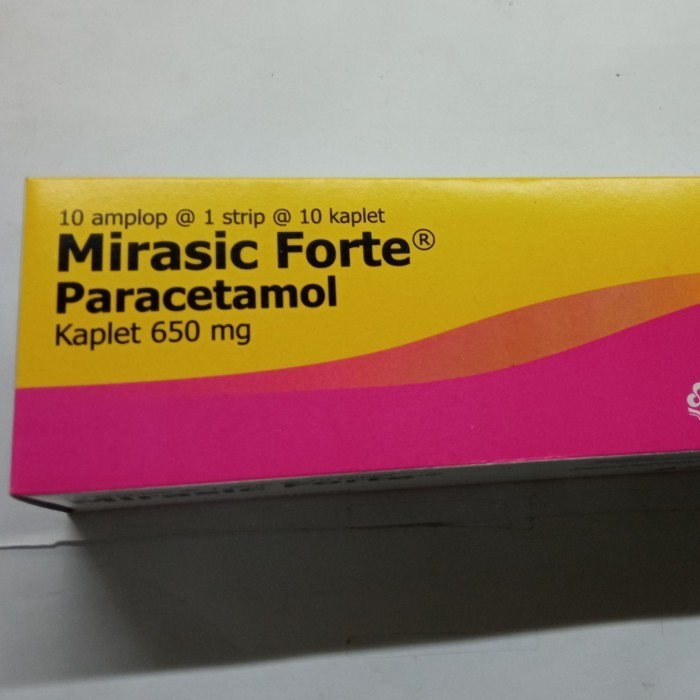 10 amplop @ 1 strip @ 10 kaplet
Mirasic Forte®
Paracetamol
Kaplet 650 mg